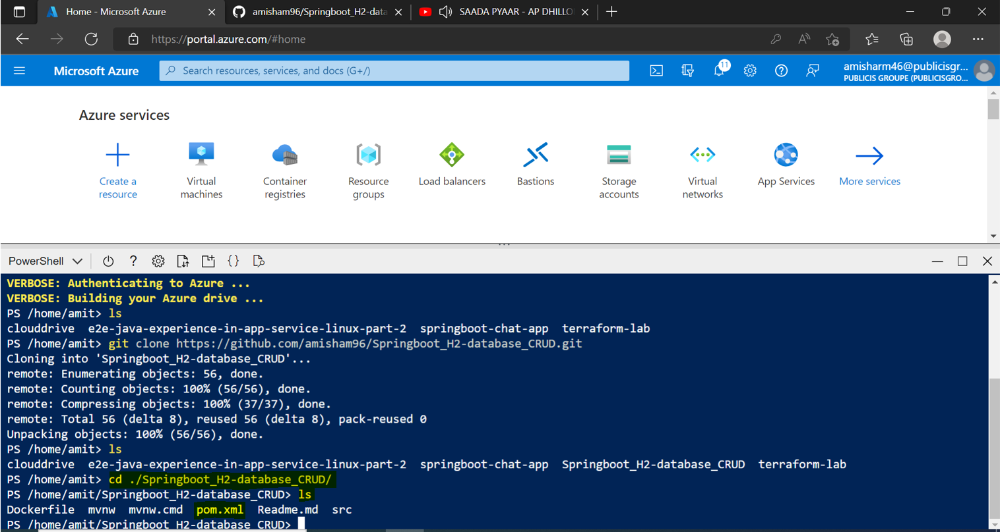 Home - Microsoft Azure
amisham96/Springboot_H2-data
SAADA PYAAR - AP DHILLO
https://portal.azure.com/#home
Microsoft Azure
Search resources, services, and docs (G+/)
11
amisharm46@publicisgr...
PUBLICIS GROUPE (PUBLICISGRO...
Azure services
Create a resource
Virtual machines
Container registries
Resource groups
Load balancers
Bastions
Storage accounts
Virtual networks
App Services
More services
PowerShell
VERBOSE: Authenticating to Azure ...
VERBOSE: Building your Azure drive ...
PS /home/amit> ls
clouddrive  e2e-java-experience-in-app-service-linux-part-2  springboot-chat-app  terraform-lab
PS /home/amit> git clone https://github.com/amisham96/Springboot_H2-database_CRUD.git
Cloning into 'Springboot_H2-database_CRUD'...
remote: Enumerating objects: 56, done.
remote: Counting objects: 100% (56/56), done.
remote: Compressing objects: 100% (37/37), done.
remote: Total 56 (delta 8), reused 56 (delta 8), pack-reused 0
Unpacking objects: 100% (56/56), done.
PS /home/amit> ls
clouddrive  e2e-java-experience-in-app-service-linux-part-2  springboot-chat-app  Springboot_H2-database_CRUD  terraform-lab
PS /home/amit> cd ./Springboot_H2-database_CRUD/
PS /home/amit/Springboot_H2-database_CRUD> ls
Dockerfile  mvnw  mvnw.cmd  pom.xml  Readme.md  src
PS /home/amit/Springboot_H2-database_CRUD>